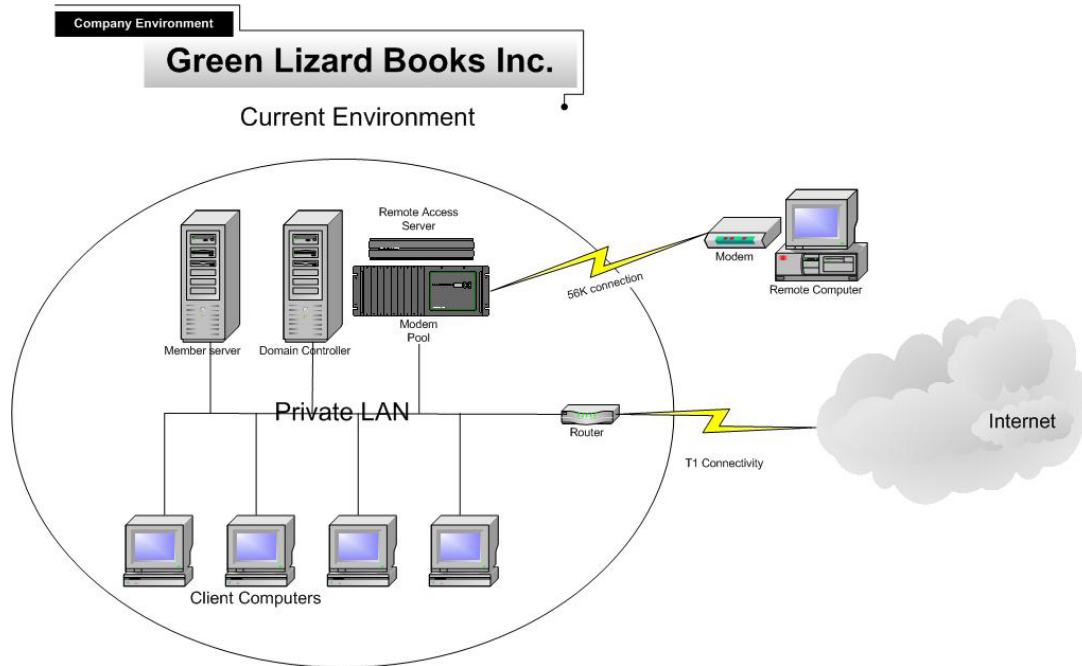 Company Environment
Green Lizard Books Inc.
Current Environment
Remote Access
Server
Modem
Remote Computer
56K connection
Member server
Domain Controller
Modem
Pool
Private LAN
Router
Internet
T1 Connectivity
Client Computers